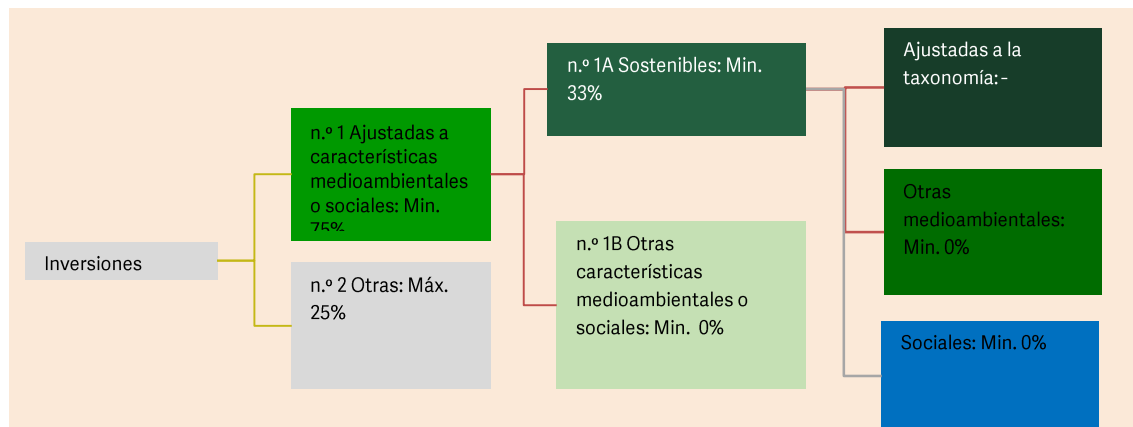 Inversiones
n.º 1 Ajustadas a
características
medioambientales
o sociales: Min.
75%
n.º 2 Otras: Máx.
25%
n.º 1A Sostenibles: Min.
33%
n.º 1B Otras
características
medioambientales o
sociales: Min.  0%
Ajustadas a la
taxonomía:-
Otras
medioambientales:
Min. 0%
Sociales: Min. 0%